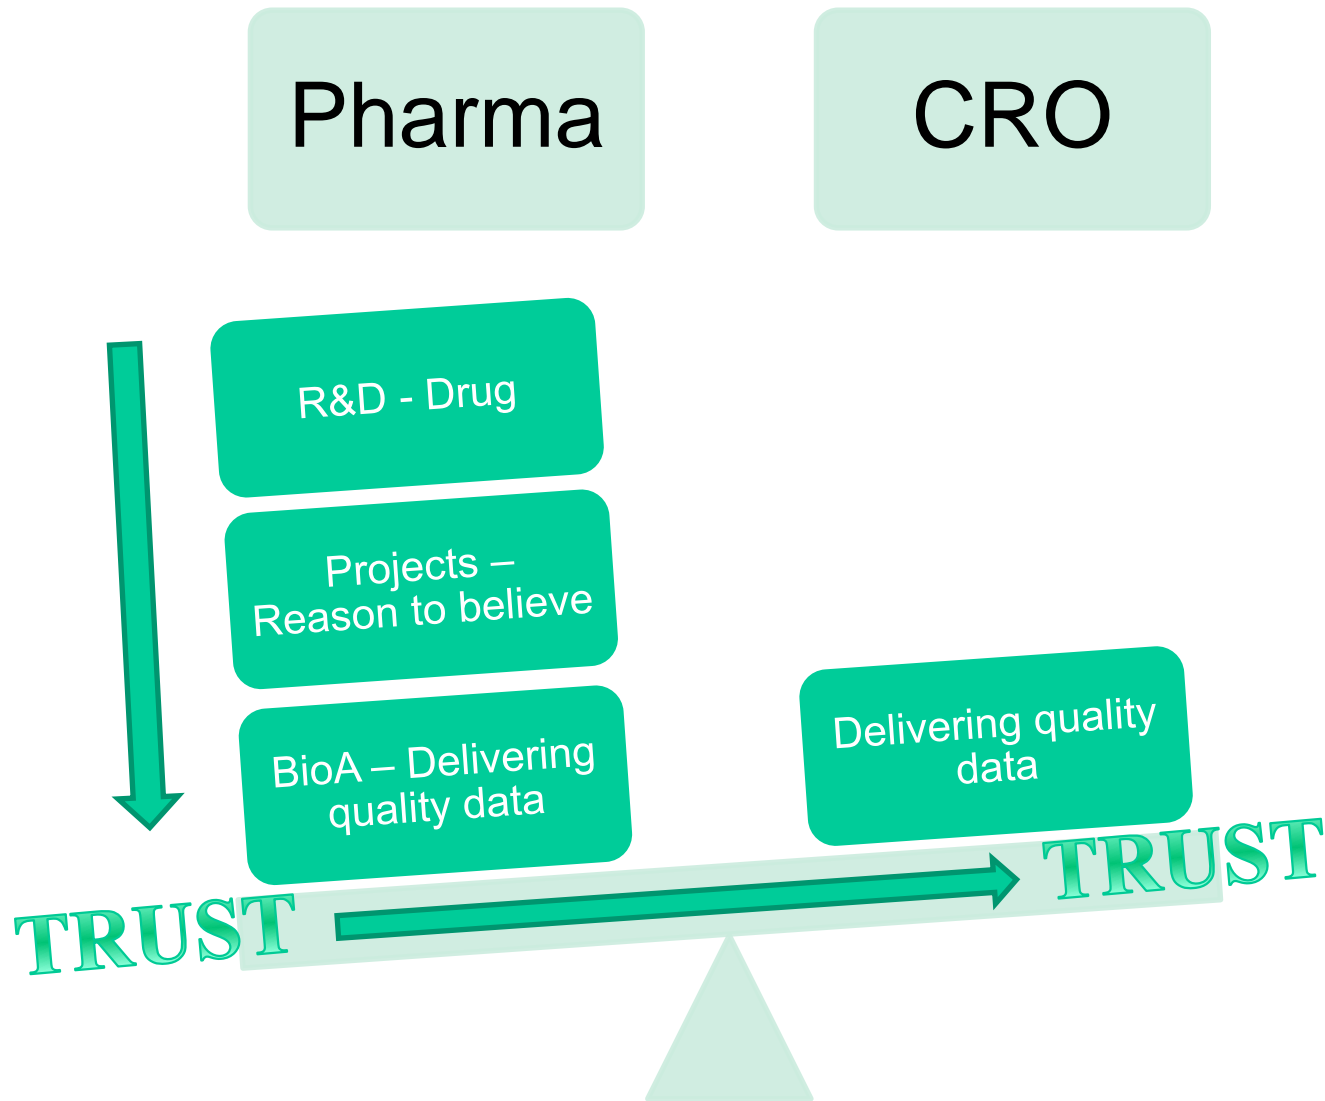 Pharma
CRO
R&D - Drug
Projects –
Reason to believe
BioA – Delivering
quality data
Delivering quality
data
TRUST
TRUST